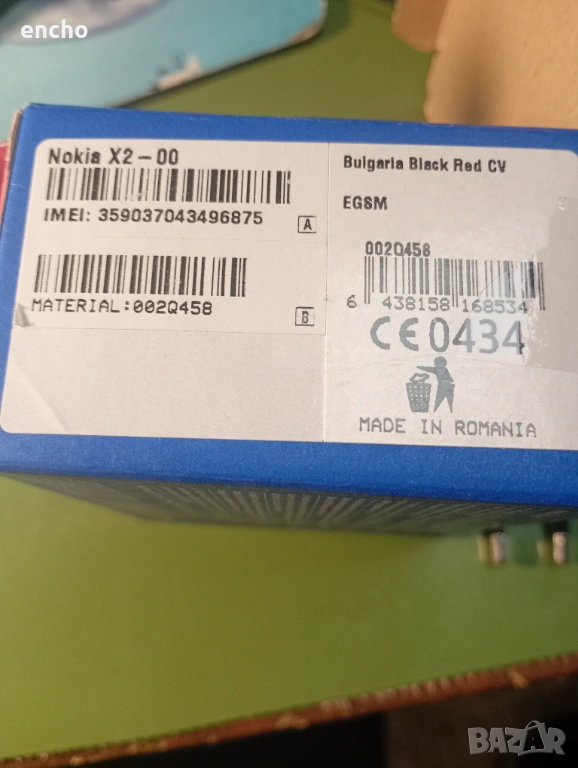 encho
Nokia X2-00
IMEI: 359037043496875
A
MATERIAL:002Q458
B
Bulgaria Black Red CV
EGSM
002Q458
6 438158 168534
CE0434
MADE IN ROMANIA
BAZAR